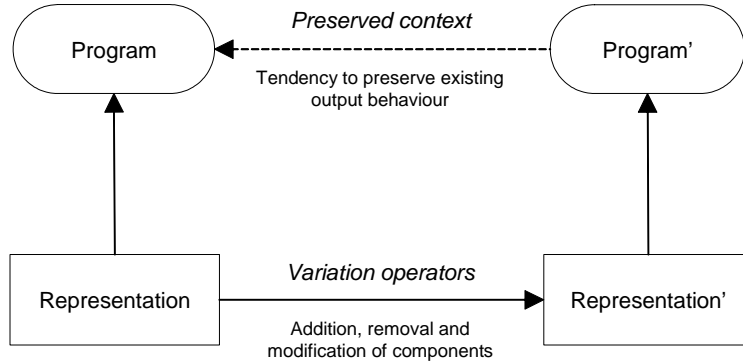 Preserved context
Program
Program’
Tendency to preserve existing
output behaviour
Variation operators
Representation
Representation’
Addition, removal and
modification of components